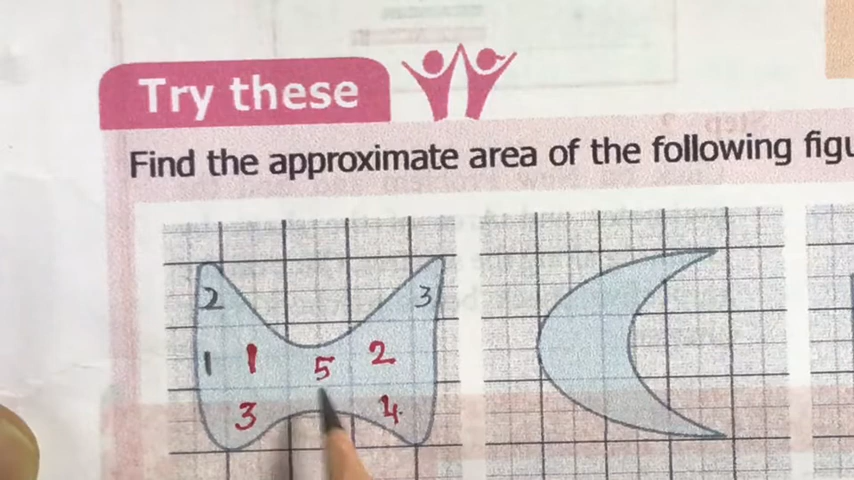 Try these
Find the approximate area of the following figu
2 3
1 1 5 2
3 4